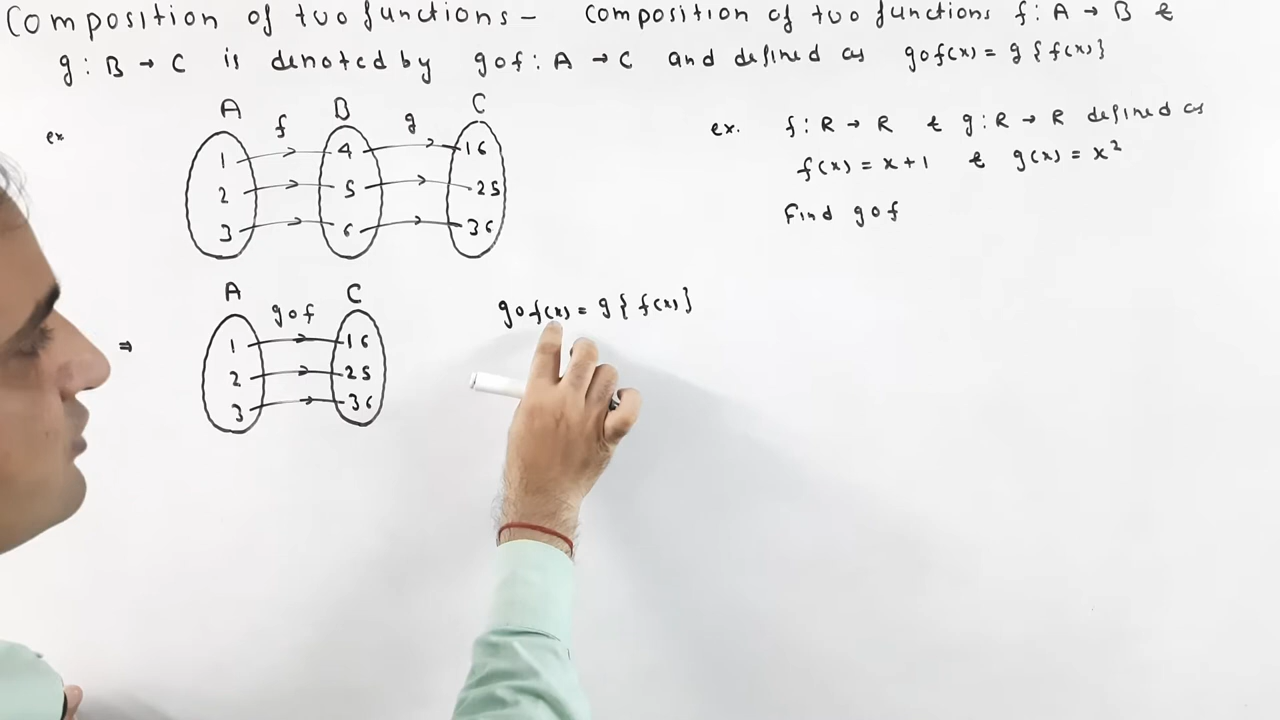 Composition of two functions - Composition of two functions f : A → B &
g : B → C is denoted by gof : A → C and defined as gof(x) = g{f(x)}
ex
A f B g C
1 4 16
2 5 25
3 6 36
⇒
A gof C
1 16
2 25
3 36
gof(x) = g{f(x)}
ex. f : R → R & g : R → R defined as
f(x) = x+1 & g(x) = x²
Find gof